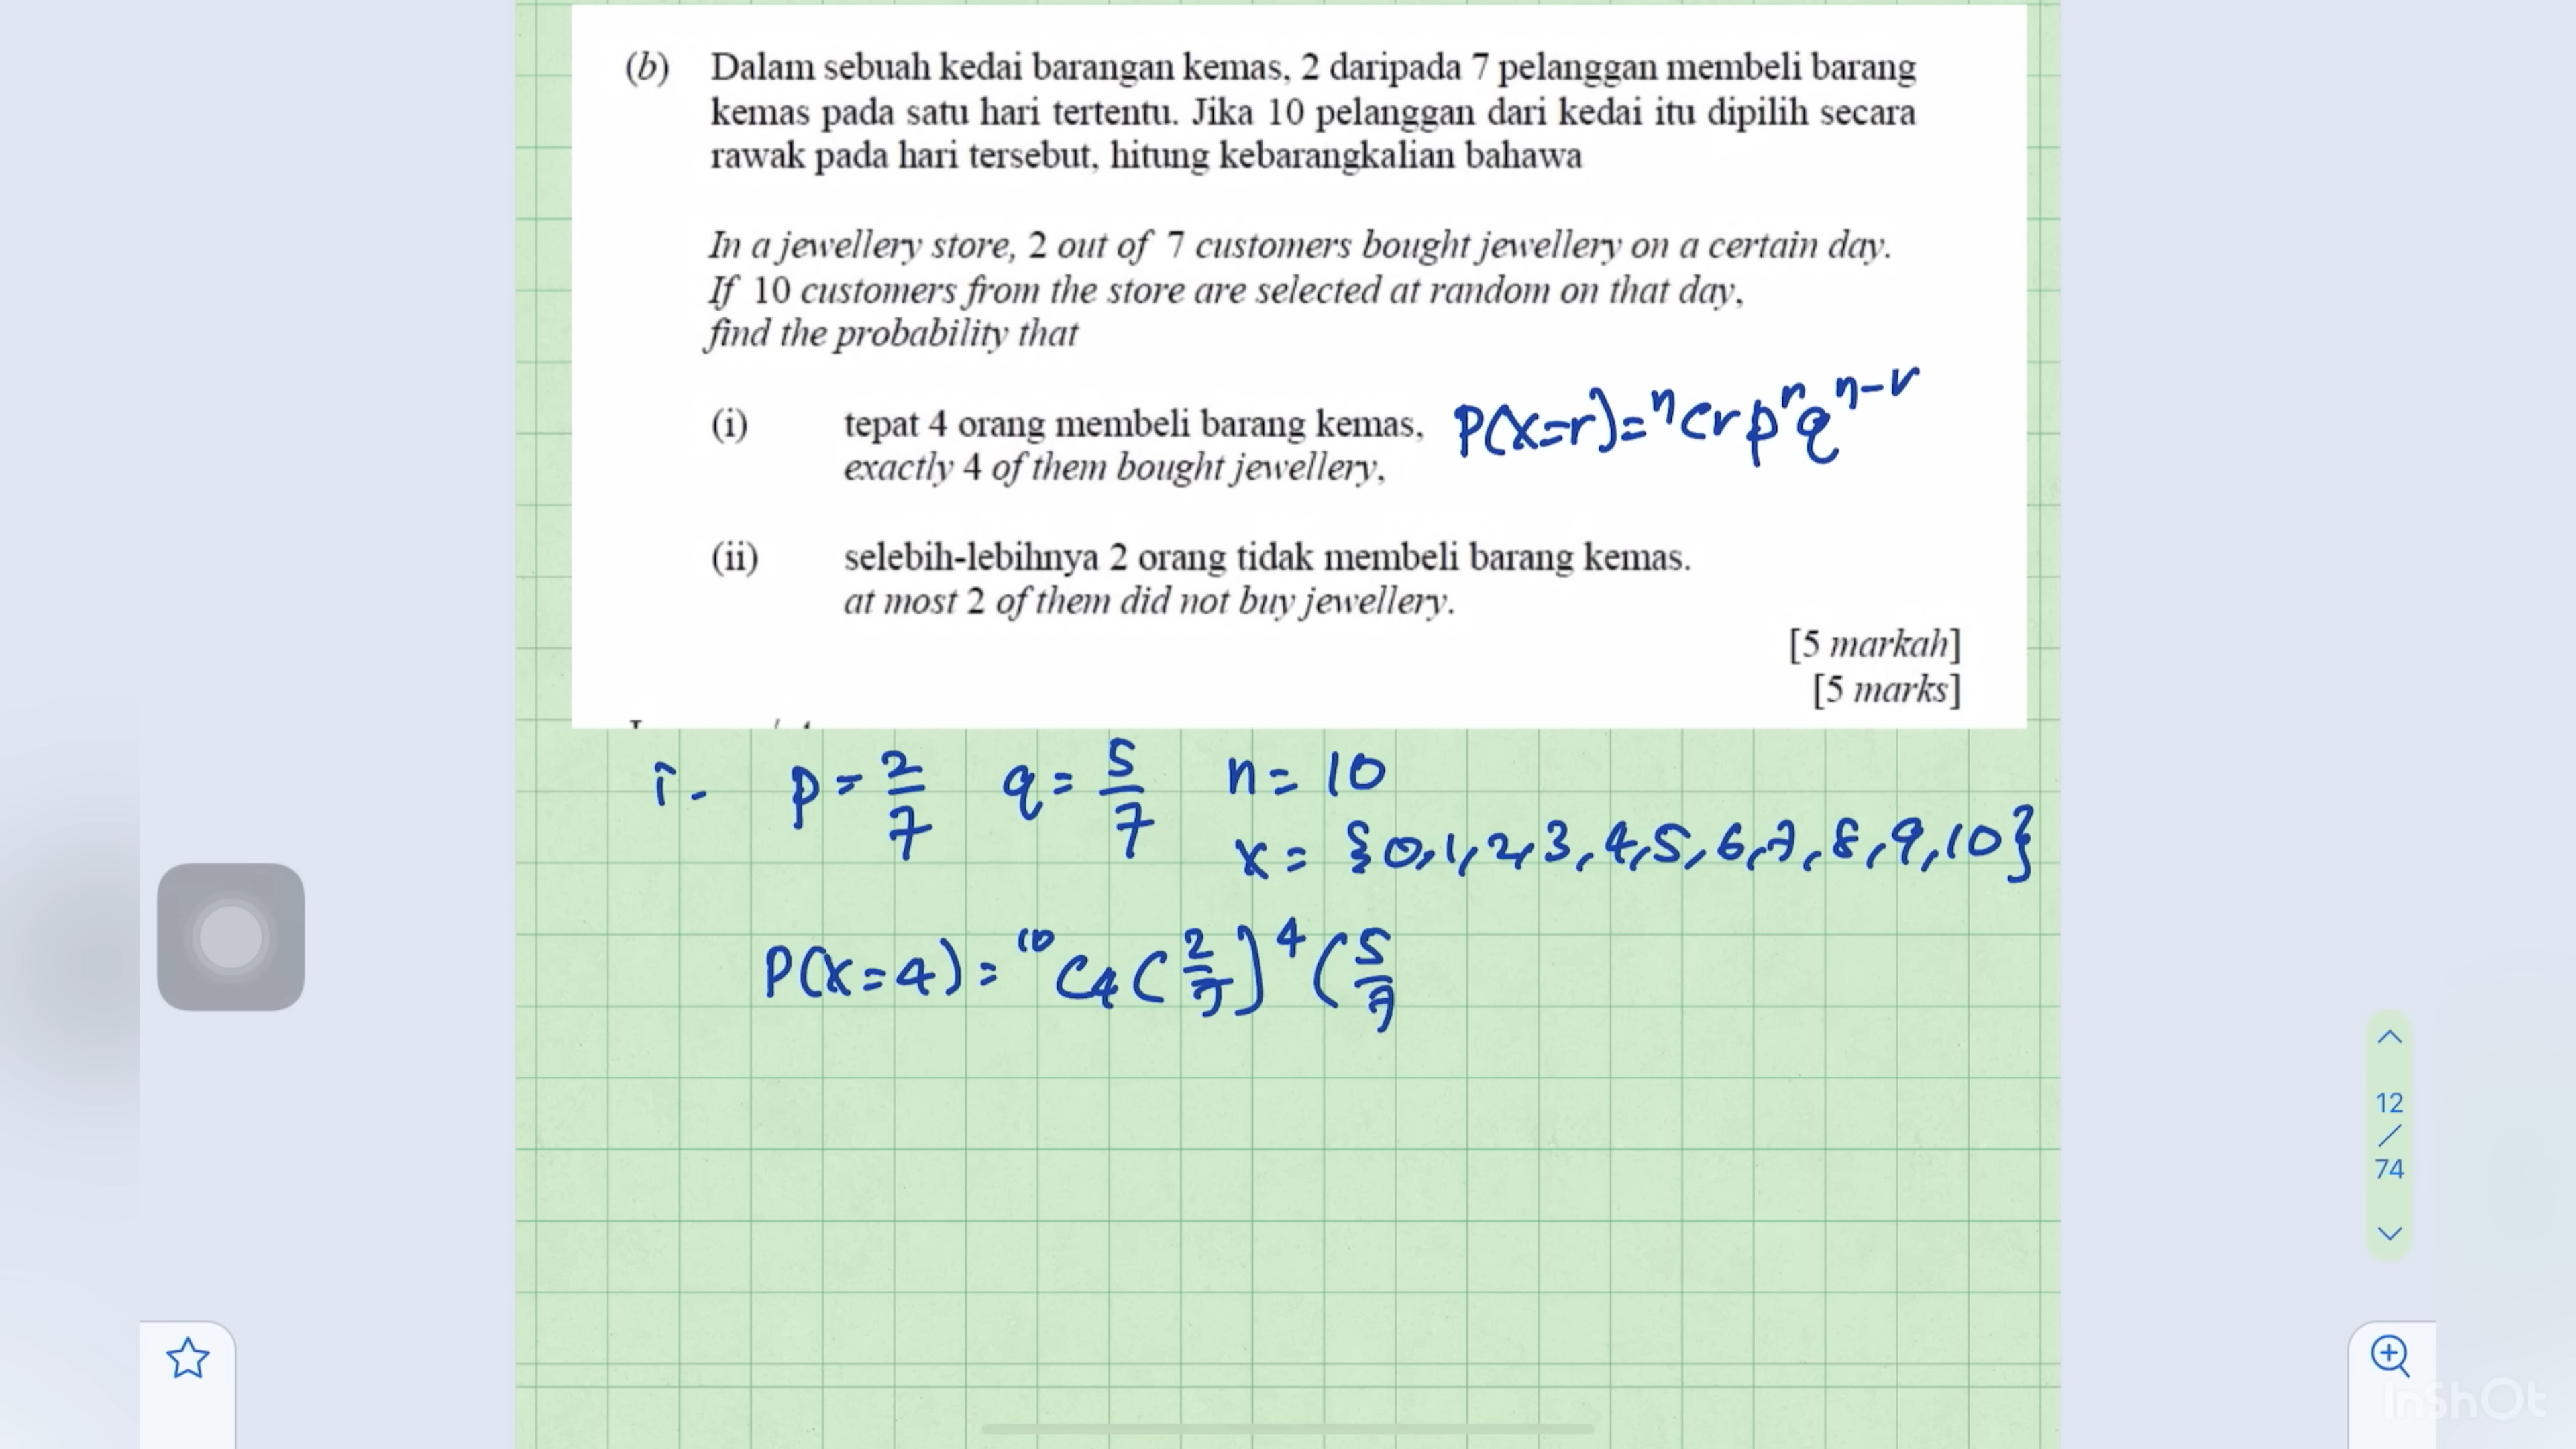 (b) Dalam sebuah kedai barangan kemas, 2 daripada 7 pelanggan membeli barang
kemas pada satu hari tertentu. Jika 10 pelanggan dari kedai itu dipilih secara
rawak pada hari tersebut, hitung kebarangkalian bahawa
In a jewellery store, 2 out of 7 customers bought jewellery on a certain day.
If 10 customers from the store are selected at random on that day,
find the probability that
(i) tepat 4 orang membeli barang kemas, P(X=r)=ⁿCr pⁿqⁿ⁻ʳ
exactly 4 of them bought jewellery,
(ii) selebih-lebihnya 2 orang tidak membeli barang kemas.
at most 2 of them did not buy jewellery.
[5 markah]
[5 marks]
i- p = 2/7 q = 5/7 n = 10
x = {0,1,2,3,4,5,6,7,8,9,10}
P(X=4) = ¹⁰C₄(2/7)⁴(5/7
12
/
74
InShOt